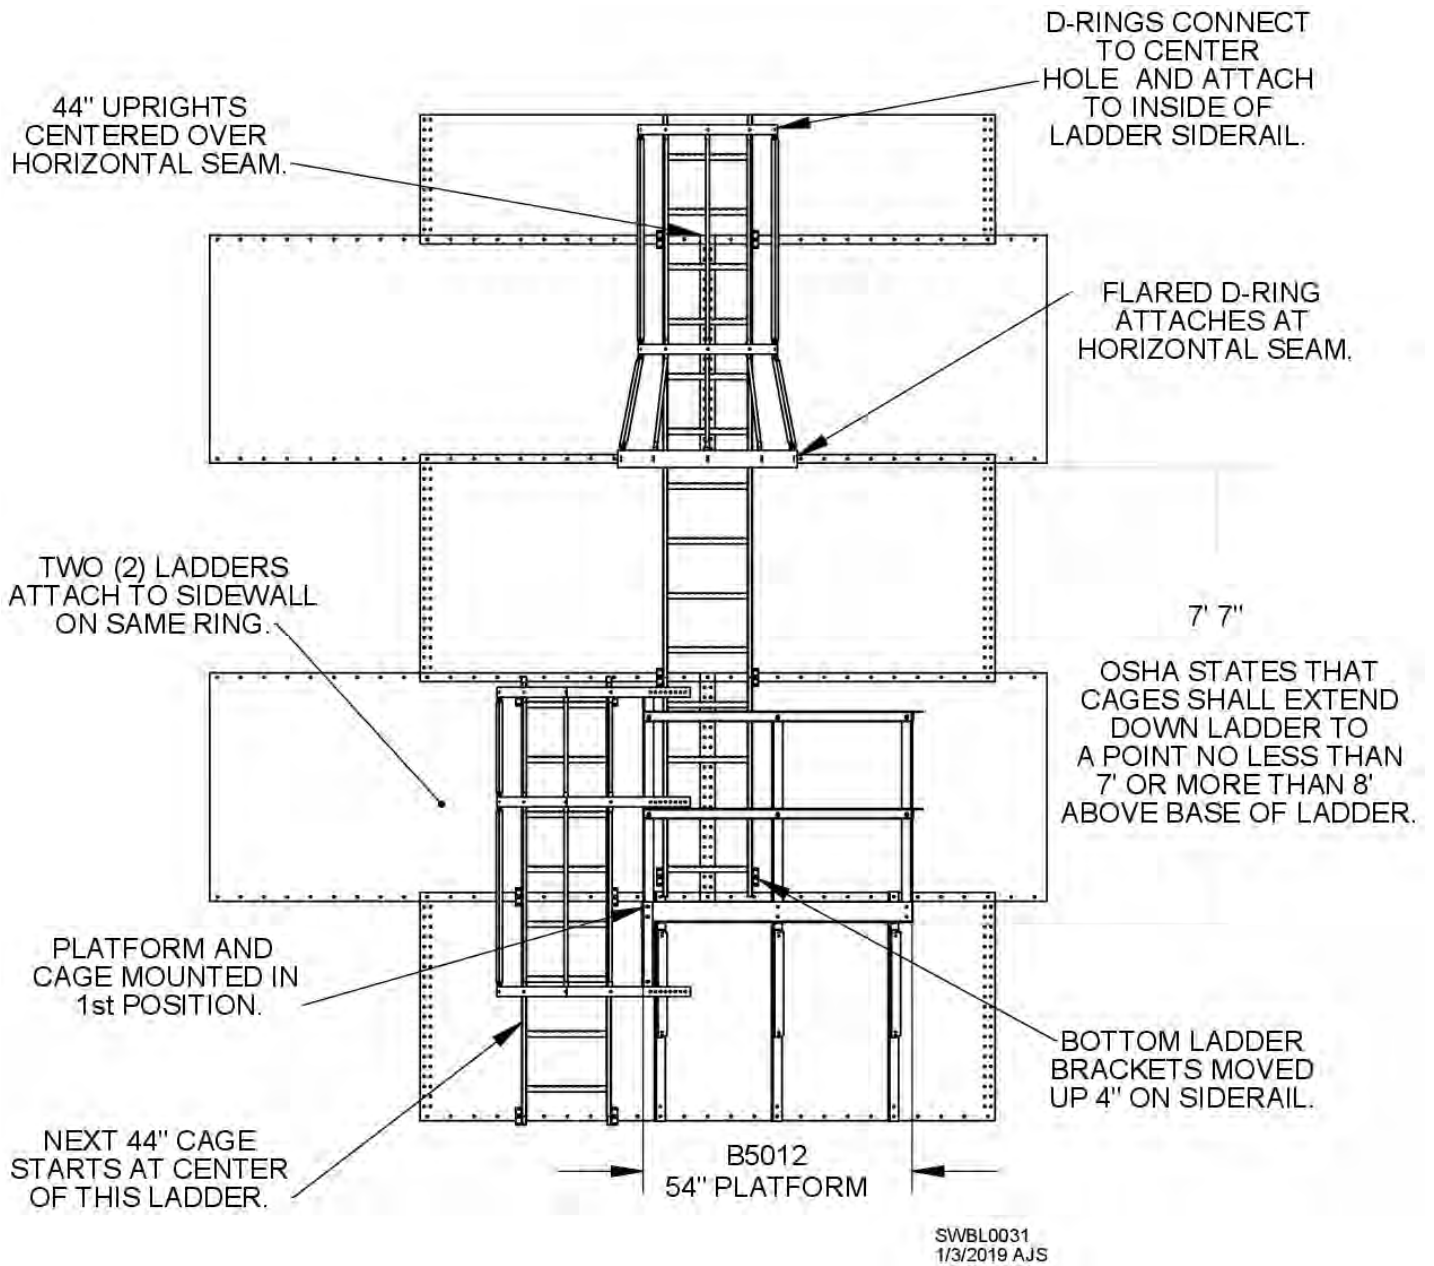 D-RINGS CONNECT
TO CENTER
HOLE AND ATTACH
TO INSIDE OF
LADDER SIDERAIL.
44" UPRIGHTS
CENTERED OVER
HORIZONTAL SEAM.
FLARED D-RING
ATTACHES AT
HORIZONTAL SEAM.
TWO (2) LADDERS
ATTACH TO SIDEWALL
ON SAME RING.
7' 7"
OSHA STATES THAT
CAGES SHALL EXTEND
DOWN LADDER TO
A POINT NO LESS THAN
7' OR MORE THAN 8'
ABOVE BASE OF LADDER.
PLATFORM AND
CAGE MOUNTED IN
1st POSITION.
BOTTOM LADDER
BRACKETS MOVED
UP 4" ON SIDERAIL.
NEXT 44" CAGE
STARTS AT CENTER
OF THIS LADDER.
B5012
54" PLATFORM
SWBL0031
1/3/2019 AJS